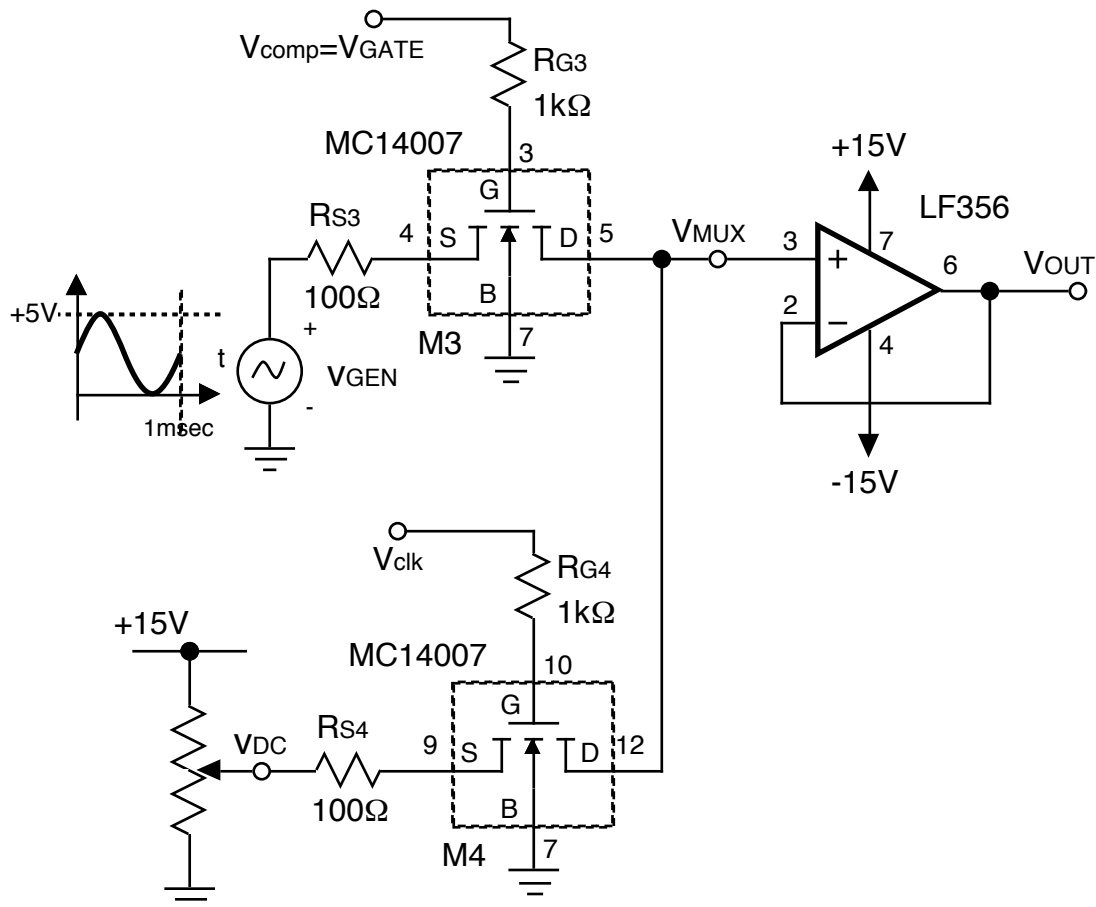 Vcomp=VGATE
RG3
1kΩ
MC14007
3
G
+15V
LF356
RS3
4
S
D
5
VMUX
3
+
7
6
VOUT
100Ω
B
2
−
4
+5V
M3
7
t
+
VGEN
-
1msec
-15V
Vclk
RG4
1kΩ
+15V
MC14007
10
G
VDC
RS4
9
S
D
12
100Ω
B
M4
7